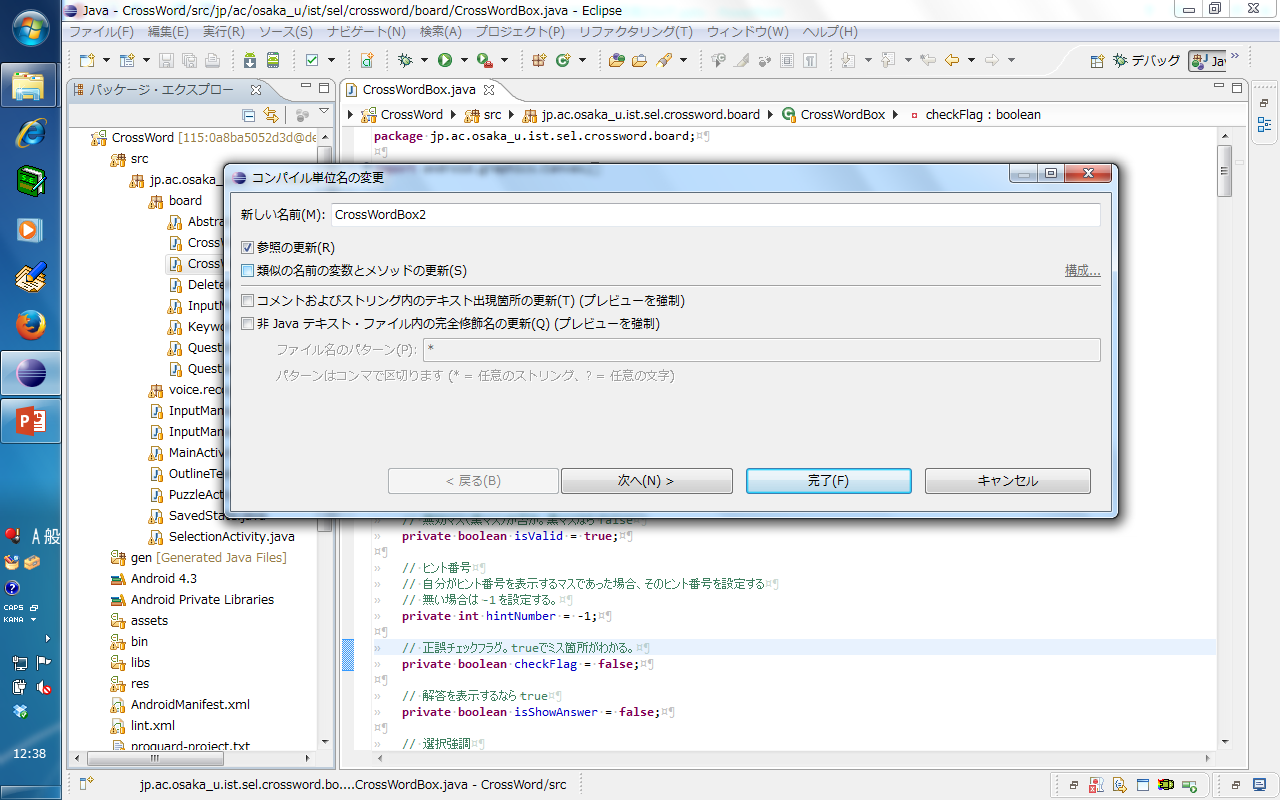 Java - CrossWord/src/jp/ac/osaka_u/ist/sel/crossword/board/CrossWordBox.java - Eclipse
ファイル(F) 編集(E) 実行(R) ソース(S) ナビゲート(N) 検索(A) プロジェクト(P) リファクタリング(T) ウィンドウ(W) ヘルプ(H)
デバッグ Ja
パッケージ・エクスプローラー
CrossWordBox.java
CrossWord src jp.ac.osaka_u.ist.sel.crossword.board CrossWordBox checkFlag : boolean
CrossWord [115:0a8ba5052d3d@de
src
jp.ac.osaka_
board
Abstra
Cross
Cross
Delete
InputM
Keywo
Quest
Quest
voice.reco
InputMan
InputMan
MainActiv
OutlineTe
PuzzleAct
SavedState.java
SelectionActivity.java
gen [Generated Java Files]
Android 4.3
Android Private Libraries
assets
bin
libs
res
AndroidManifest.xml
lint.xml
proguard-project.txt
package jp.ac.osaka_u.ist.sel.crossword.board;
コンパイル単位名の変更
新しい名前(M): CrossWordBox2
参照の更新(R)
類似の名前の変数とメソッドの更新(S)
構成...
コメントおよびストリング内のテキスト出現箇所の更新(T) (プレビューを強制)
非 Java テキスト・ファイル内の完全修飾名の更新(Q) (プレビューを強制)
ファイル名のパターン(P): *
パターンはコンマで区切ります (* = 任意のストリング、? = 任意の文字)
< 戻る(B) 次へ(N) > 完了(F) キャンセル
private boolean isValid = true;
// ヒント番号
// 自分がヒント番号を表示するマスであった場合、そのヒント番号を設定する
// 無い場合は -1 を設定する。
private int hintNumber = -1;
// 正誤チェックフラグ。trueでミス箇所がわかる。
private boolean checkFlag = false;
// 解答を表示するなら true
private boolean isShowAnswer = false;
// 選択強調
A 般
CAPS
KANA
12:38
jp.ac.osaka_u.ist.sel.crossword.bo....CrossWordBox.java - CrossWord/src